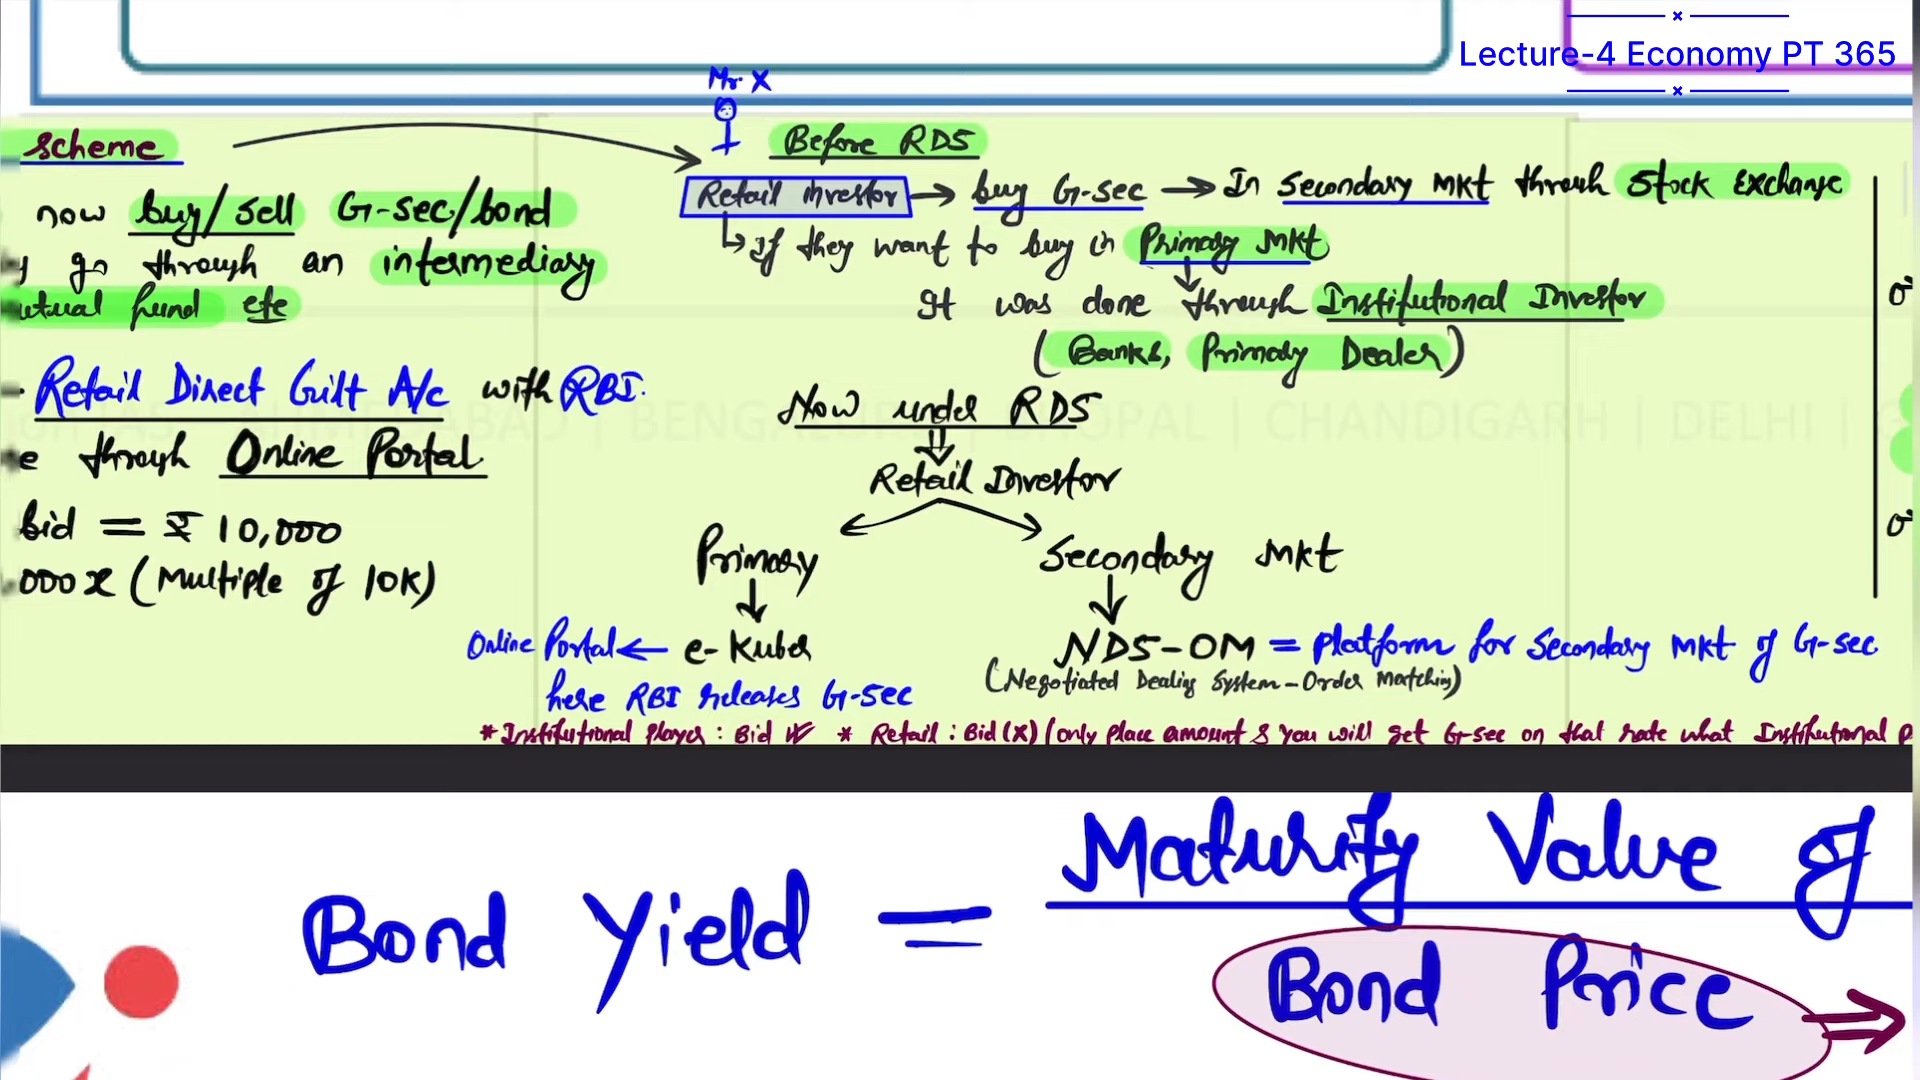 Lecture-4 Economy PT 365
Mr. X
scheme
Before RDS
Retail investor → buy G-sec → In secondary mkt through stock exchange
now buy/sell G-sec/bond
↳ if they want to buy in Primary mkt
go through an intermediary
It was done through Institutional Investor
utual fund etc
(Banks, Primary Dealer)
Retail Direct Guilt A/c with RBI.
Now under RDS
AHMEDABAD | BENGALURU | BHOPAL | CHANDIGARH | DELHI | G
e through Online Portal
Retail Investor
bid = ₹ 10,000
Primary
Secondary Mkt
000 x (Multiple of 10K)
Online Portal ← e-Kuber
NDS-OM = platform for secondary mkt of G-sec
(Negotiated Dealing System-Order Matching)
here RBI releases G-sec
*Institutional player : Bid ✓ * Retail : Bid (X) (only place amount & you will get G-sec on that rate what Institutional p
Bond Yield = Maturity Value of
Bond Price ⇒